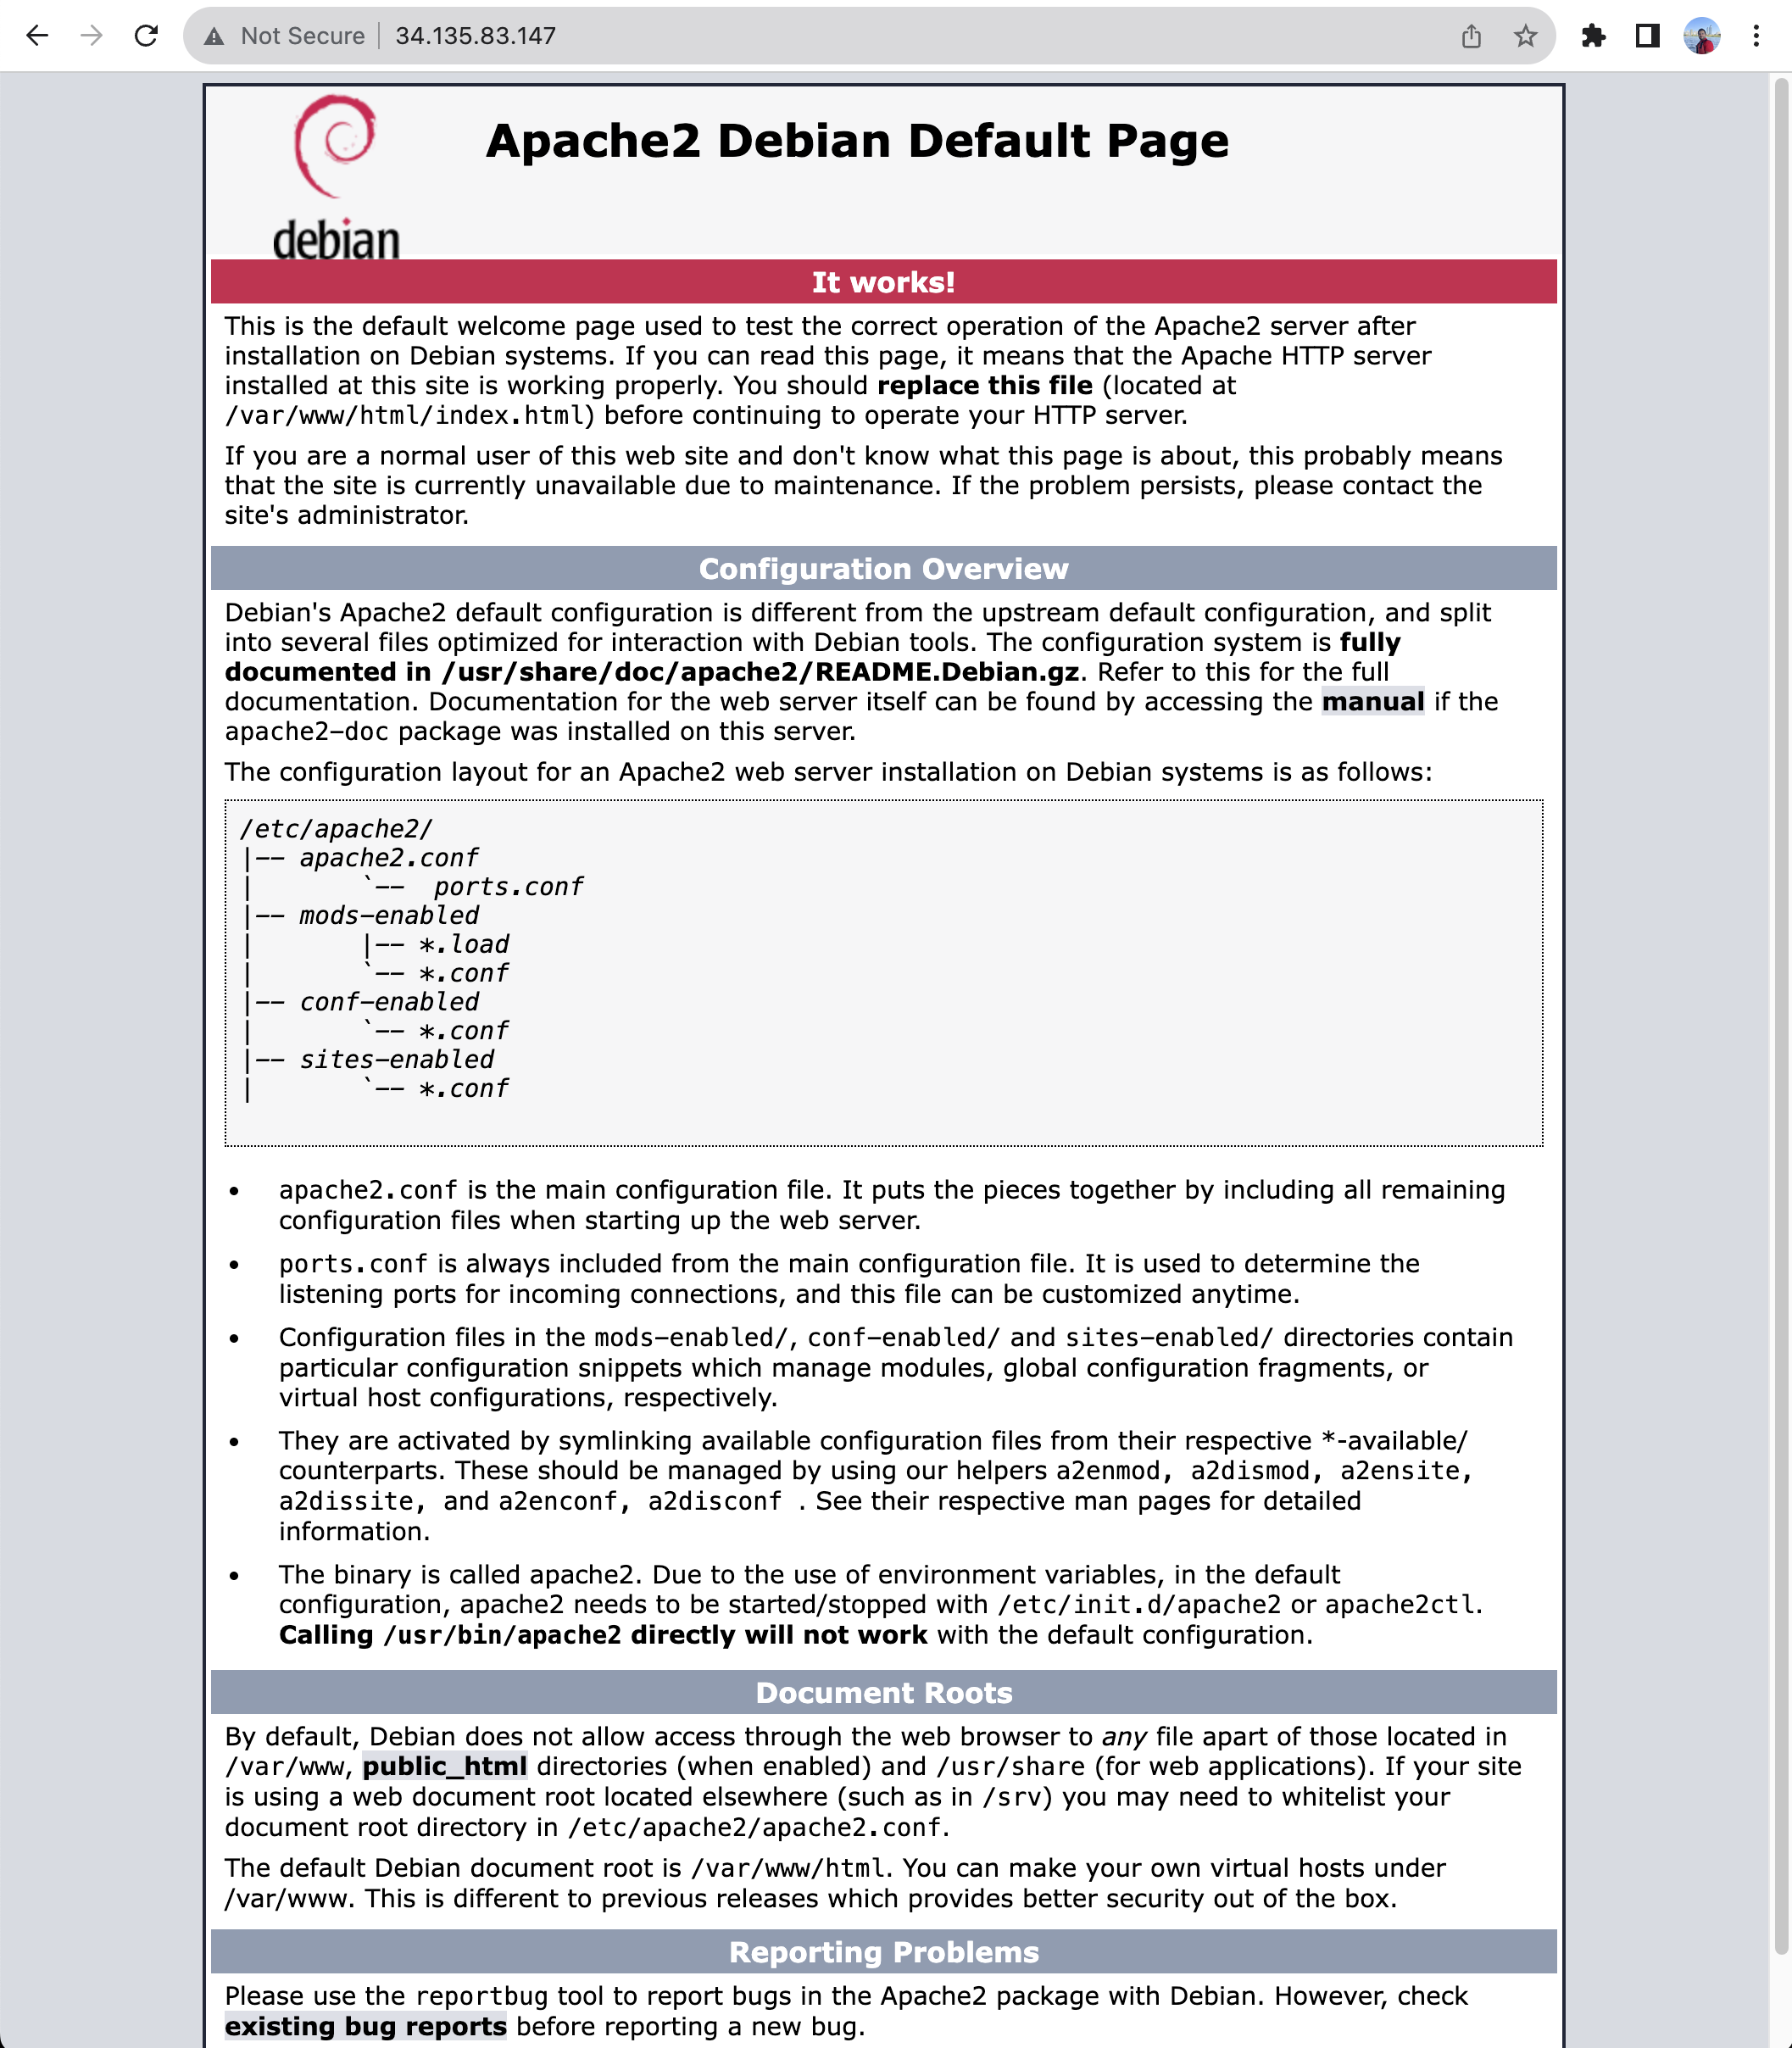 Not Secure 34.135.83.147
debian
Apache2 Debian Default Page
It works!
This is the default welcome page used to test the correct operation of the Apache2 server after
installation on Debian systems. If you can read this page, it means that the Apache HTTP server
installed at this site is working properly. You should replace this file (located at
/var/www/html/index.html) before continuing to operate your HTTP server.
If you are a normal user of this web site and don't know what this page is about, this probably means
that the site is currently unavailable due to maintenance. If the problem persists, please contact the
site's administrator.
Configuration Overview
Debian's Apache2 default configuration is different from the upstream default configuration, and split
into several files optimized for interaction with Debian tools. The configuration system is fully
documented in /usr/share/doc/apache2/README.Debian.gz. Refer to this for the full
documentation. Documentation for the web server itself can be found by accessing the manual if the
apache2-doc package was installed on this server.
The configuration layout for an Apache2 web server installation on Debian systems is as follows:
/etc/apache2/
|-- apache2.conf
|       `--  ports.conf
|-- mods-enabled
|       |-- *.load
|       `-- *.conf
|-- conf-enabled
|       `-- *.conf
|-- sites-enabled
|       `-- *.conf
• apache2.conf is the main configuration file. It puts the pieces together by including all remaining
configuration files when starting up the web server.
• ports.conf is always included from the main configuration file. It is used to determine the
listening ports for incoming connections, and this file can be customized anytime.
• Configuration files in the mods-enabled/, conf-enabled/ and sites-enabled/ directories contain
particular configuration snippets which manage modules, global configuration fragments, or
virtual host configurations, respectively.
• They are activated by symlinking available configuration files from their respective *-available/
counterparts. These should be managed by using our helpers a2enmod, a2dismod, a2ensite,
a2dissite, and a2enconf, a2disconf . See their respective man pages for detailed
information.
• The binary is called apache2. Due to the use of environment variables, in the default
configuration, apache2 needs to be started/stopped with /etc/init.d/apache2 or apache2ctl.
Calling /usr/bin/apache2 directly will not work with the default configuration.
Document Roots
By default, Debian does not allow access through the web browser to any file apart of those located in
/var/www, public_html directories (when enabled) and /usr/share (for web applications). If your site
is using a web document root located elsewhere (such as in /srv) you may need to whitelist your
document root directory in /etc/apache2/apache2.conf.
The default Debian document root is /var/www/html. You can make your own virtual hosts under
/var/www. This is different to previous releases which provides better security out of the box.
Reporting Problems
Please use the reportbug tool to report bugs in the Apache2 package with Debian. However, check
existing bug reports before reporting a new bug.